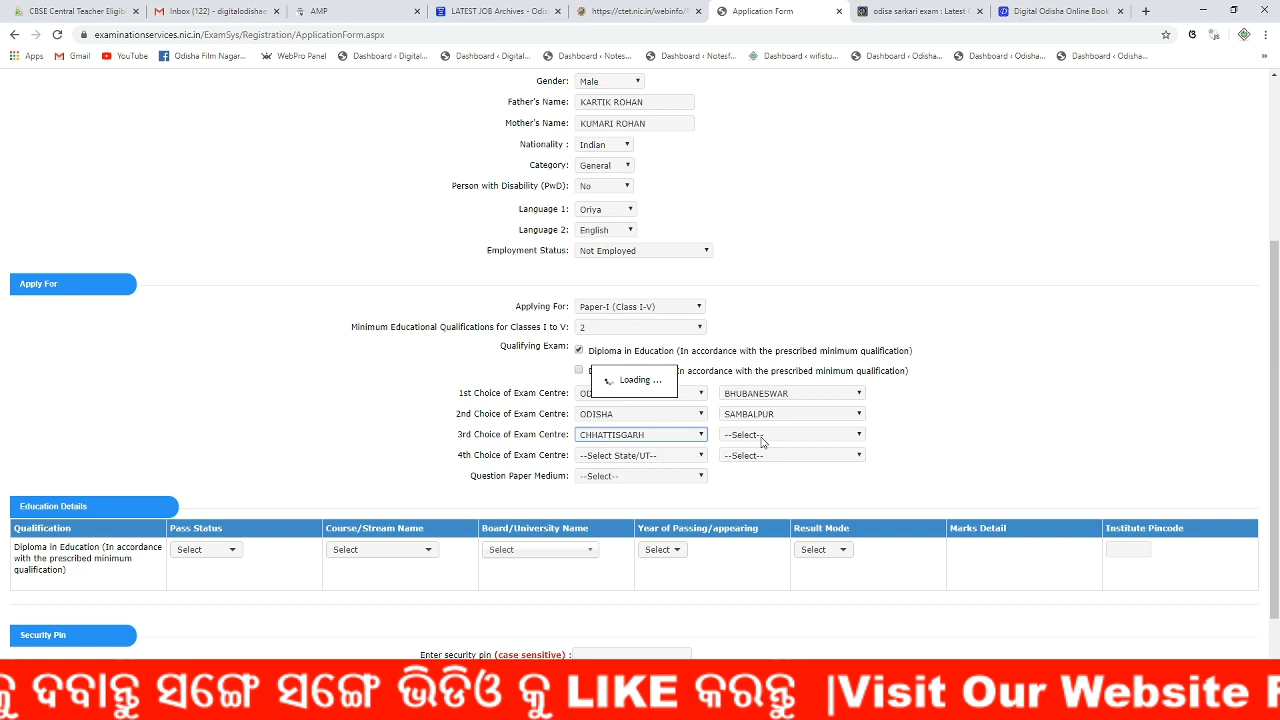 CBSE Central Teacher Eligib
Inbox (122) - digitalodishac
AMP
LATEST JOB Archives - Odis
https://ctet.nic.in/webinfo/F
Application Form
odisa sarkari exam : Latest
Digital Odisha Online Book
examinationservices.nic.in/ExamSys/Registration/ApplicationForm.aspx
Apps
Gmail
YouTube
Odisha Film Nagar...
WebPro Panel
Dashboard ‹ Digital...
Dashboard ‹ Digital...
Dashboard ‹ Notes...
Dashboard ‹ Notesf...
Dashboard ‹ wifistu...
Dashboard ‹ Odisha...
Dashboard ‹ Odisha...
Dashboard ‹ Odisha...
Gender: Male
Father's Name: KARTIK ROHAN
Mother's Name: KUMARI ROHAN
Nationality : Indian
Category: General
Person with Disability (PwD): No
Language 1: Oriya
Language 2: English
Employment Status: Not Employed
Apply For
Applying For: Paper-I (Class I-V)
Minimum Educational Qualifications for Classes I to V: 2
Qualifying Exam: Diploma in Education (In accordance with the prescribed minimum qualification)
In accordance with the prescribed minimum qualification)
Loading ...
1st Choice of Exam Centre: OD BHUBANESWAR
2nd Choice of Exam Centre: ODISHA SAMBALPUR
3rd Choice of Exam Centre: CHHATTISGARH --Select--
4th Choice of Exam Centre: --Select State/UT-- --Select--
Question Paper Medium: --Select--
Education Details
Qualification Pass Status Course/Stream Name Board/University Name Year of Passing/appearing Result Mode Marks Detail Institute Pincode
Diploma in Education (In accordance
with the prescribed minimum
qualification)
Select Select Select Select Select
Security Pin
Enter security pin (case sensitive) :
କୁ ଦବାନ୍ତୁ ସଙ୍ଗେ ସଙ୍ଗେ ଭିଡିଓ କୁ LIKE କରନ୍ତୁ |Visit Our Website F